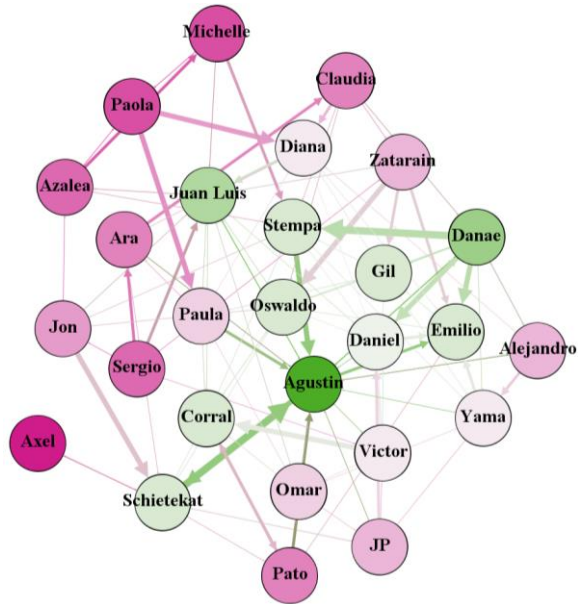 Michelle
Claudia
Paola
Diana
Zatarain
Azalea
Juan Luis
Stempa
Danae
Ara
Gil
Oswaldo
Paula
Jon
Daniel
Emilio
Alejandro
Sergio
Agustin
Corral
Yama
Axel
Victor
Schietekat
Omar
JP
Pato